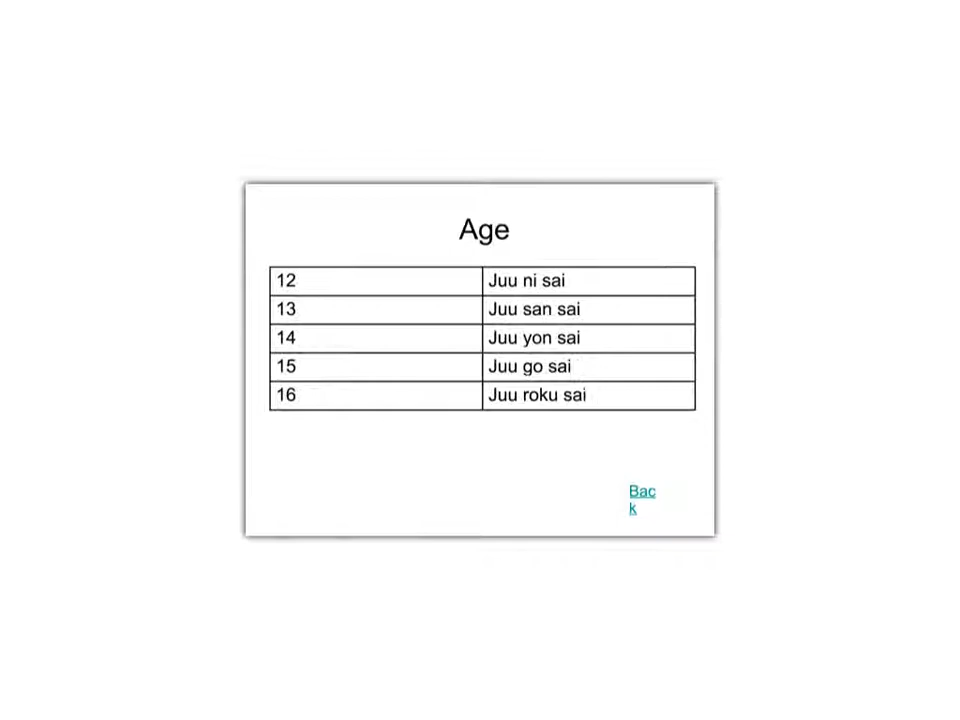 Age
12 Juu ni sai
13 Juu san sai
14 Juu yon sai
15 Juu go sai
16 Juu roku sai
Bac
k